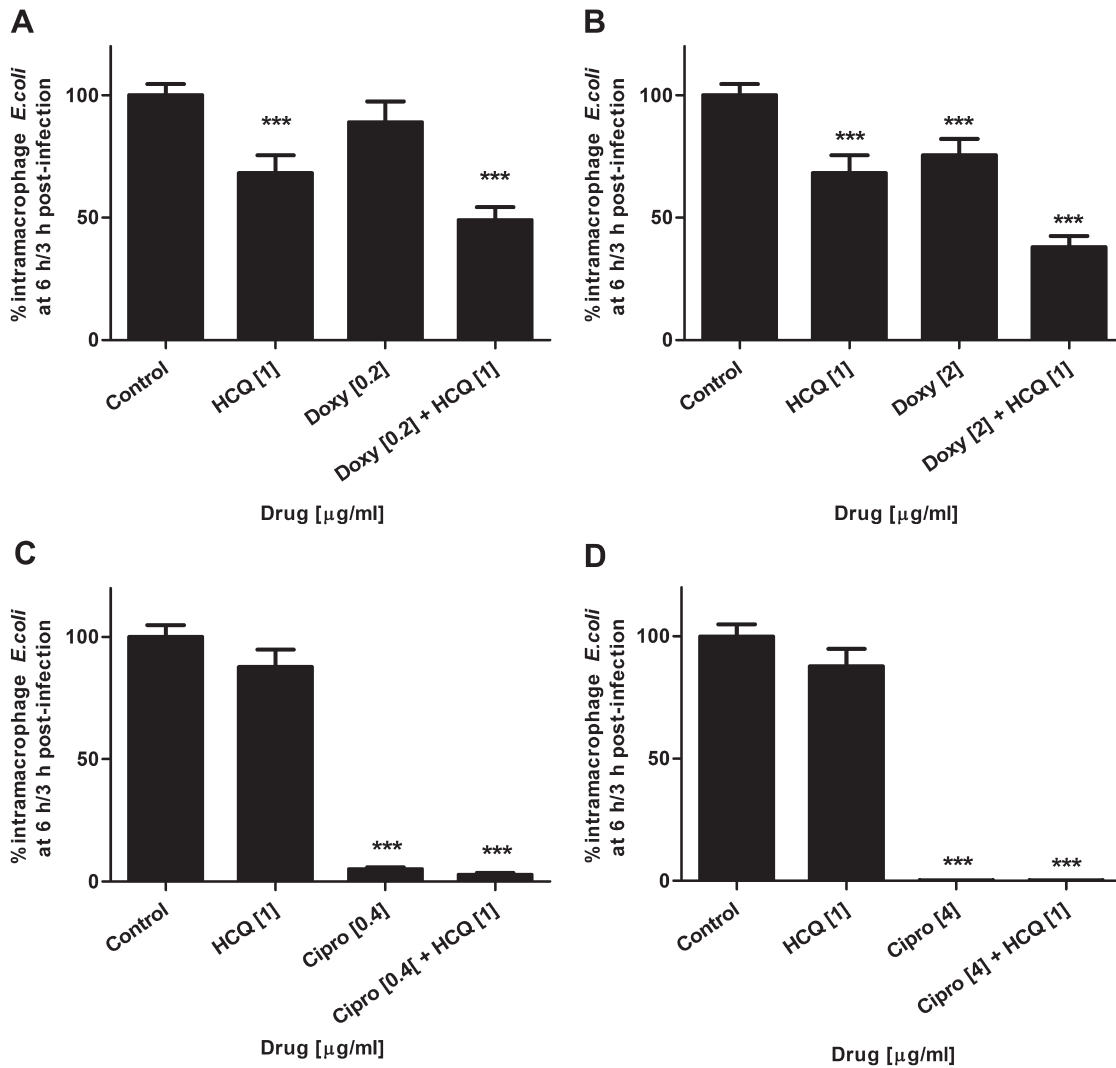 A
% intramacrophage E.coli
at 6 h/3 h post-infection
100
50
0
***
***
Control
HCQ [1]
Doxy [0.2]
Doxy [0.2] + HCQ [1]
Drug [μg/ml]
B
% intramacrophage E.coli
at 6 h/3 h post-infection
100
50
0
***
***
***
Control
HCQ [1]
Doxy [2]
Doxy [2] + HCQ [1]
Drug [μg/ml]
C
% intramacrophage E.coli
at 6 h/3 h post-infection
100
50
0
***
***
Control
HCQ [1]
Cipro [0.4]
Cipro [0.4[ + HCQ [1]
Drug [μg/ml]
D
% intramacrophage E.coli
at 6 h/3 h post-infection
100
50
0
***
***
Control
HCQ [1]
Cipro [4]
Cipro [4] + HCQ [1]
Drug [μg/ml]